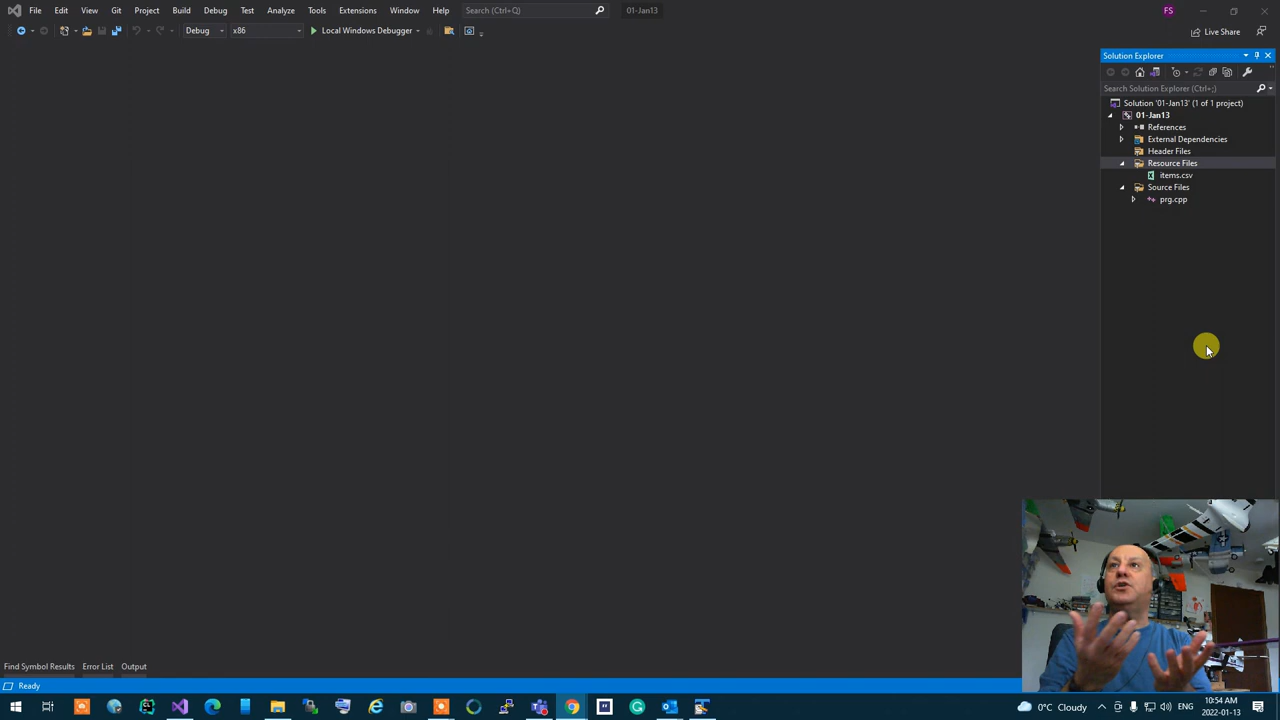 File Edit View Git Project Build Debug Test Analyze Tools Extensions Window Help Search (Ctrl+Q) 01-Jan13 FS
Debug x86 Local Windows Debugger Live Share
Solution Explorer
Search Solution Explorer (Ctrl+;)
Solution '01-Jan13' (1 of 1 project)
01-Jan13
References
External Dependencies
Header Files
Resource Files
items.csv
Source Files
prg.cpp
Find Symbol Results Error List Output
Ready
0°C Cloudy ENG 10:54 AM
2022-01-13